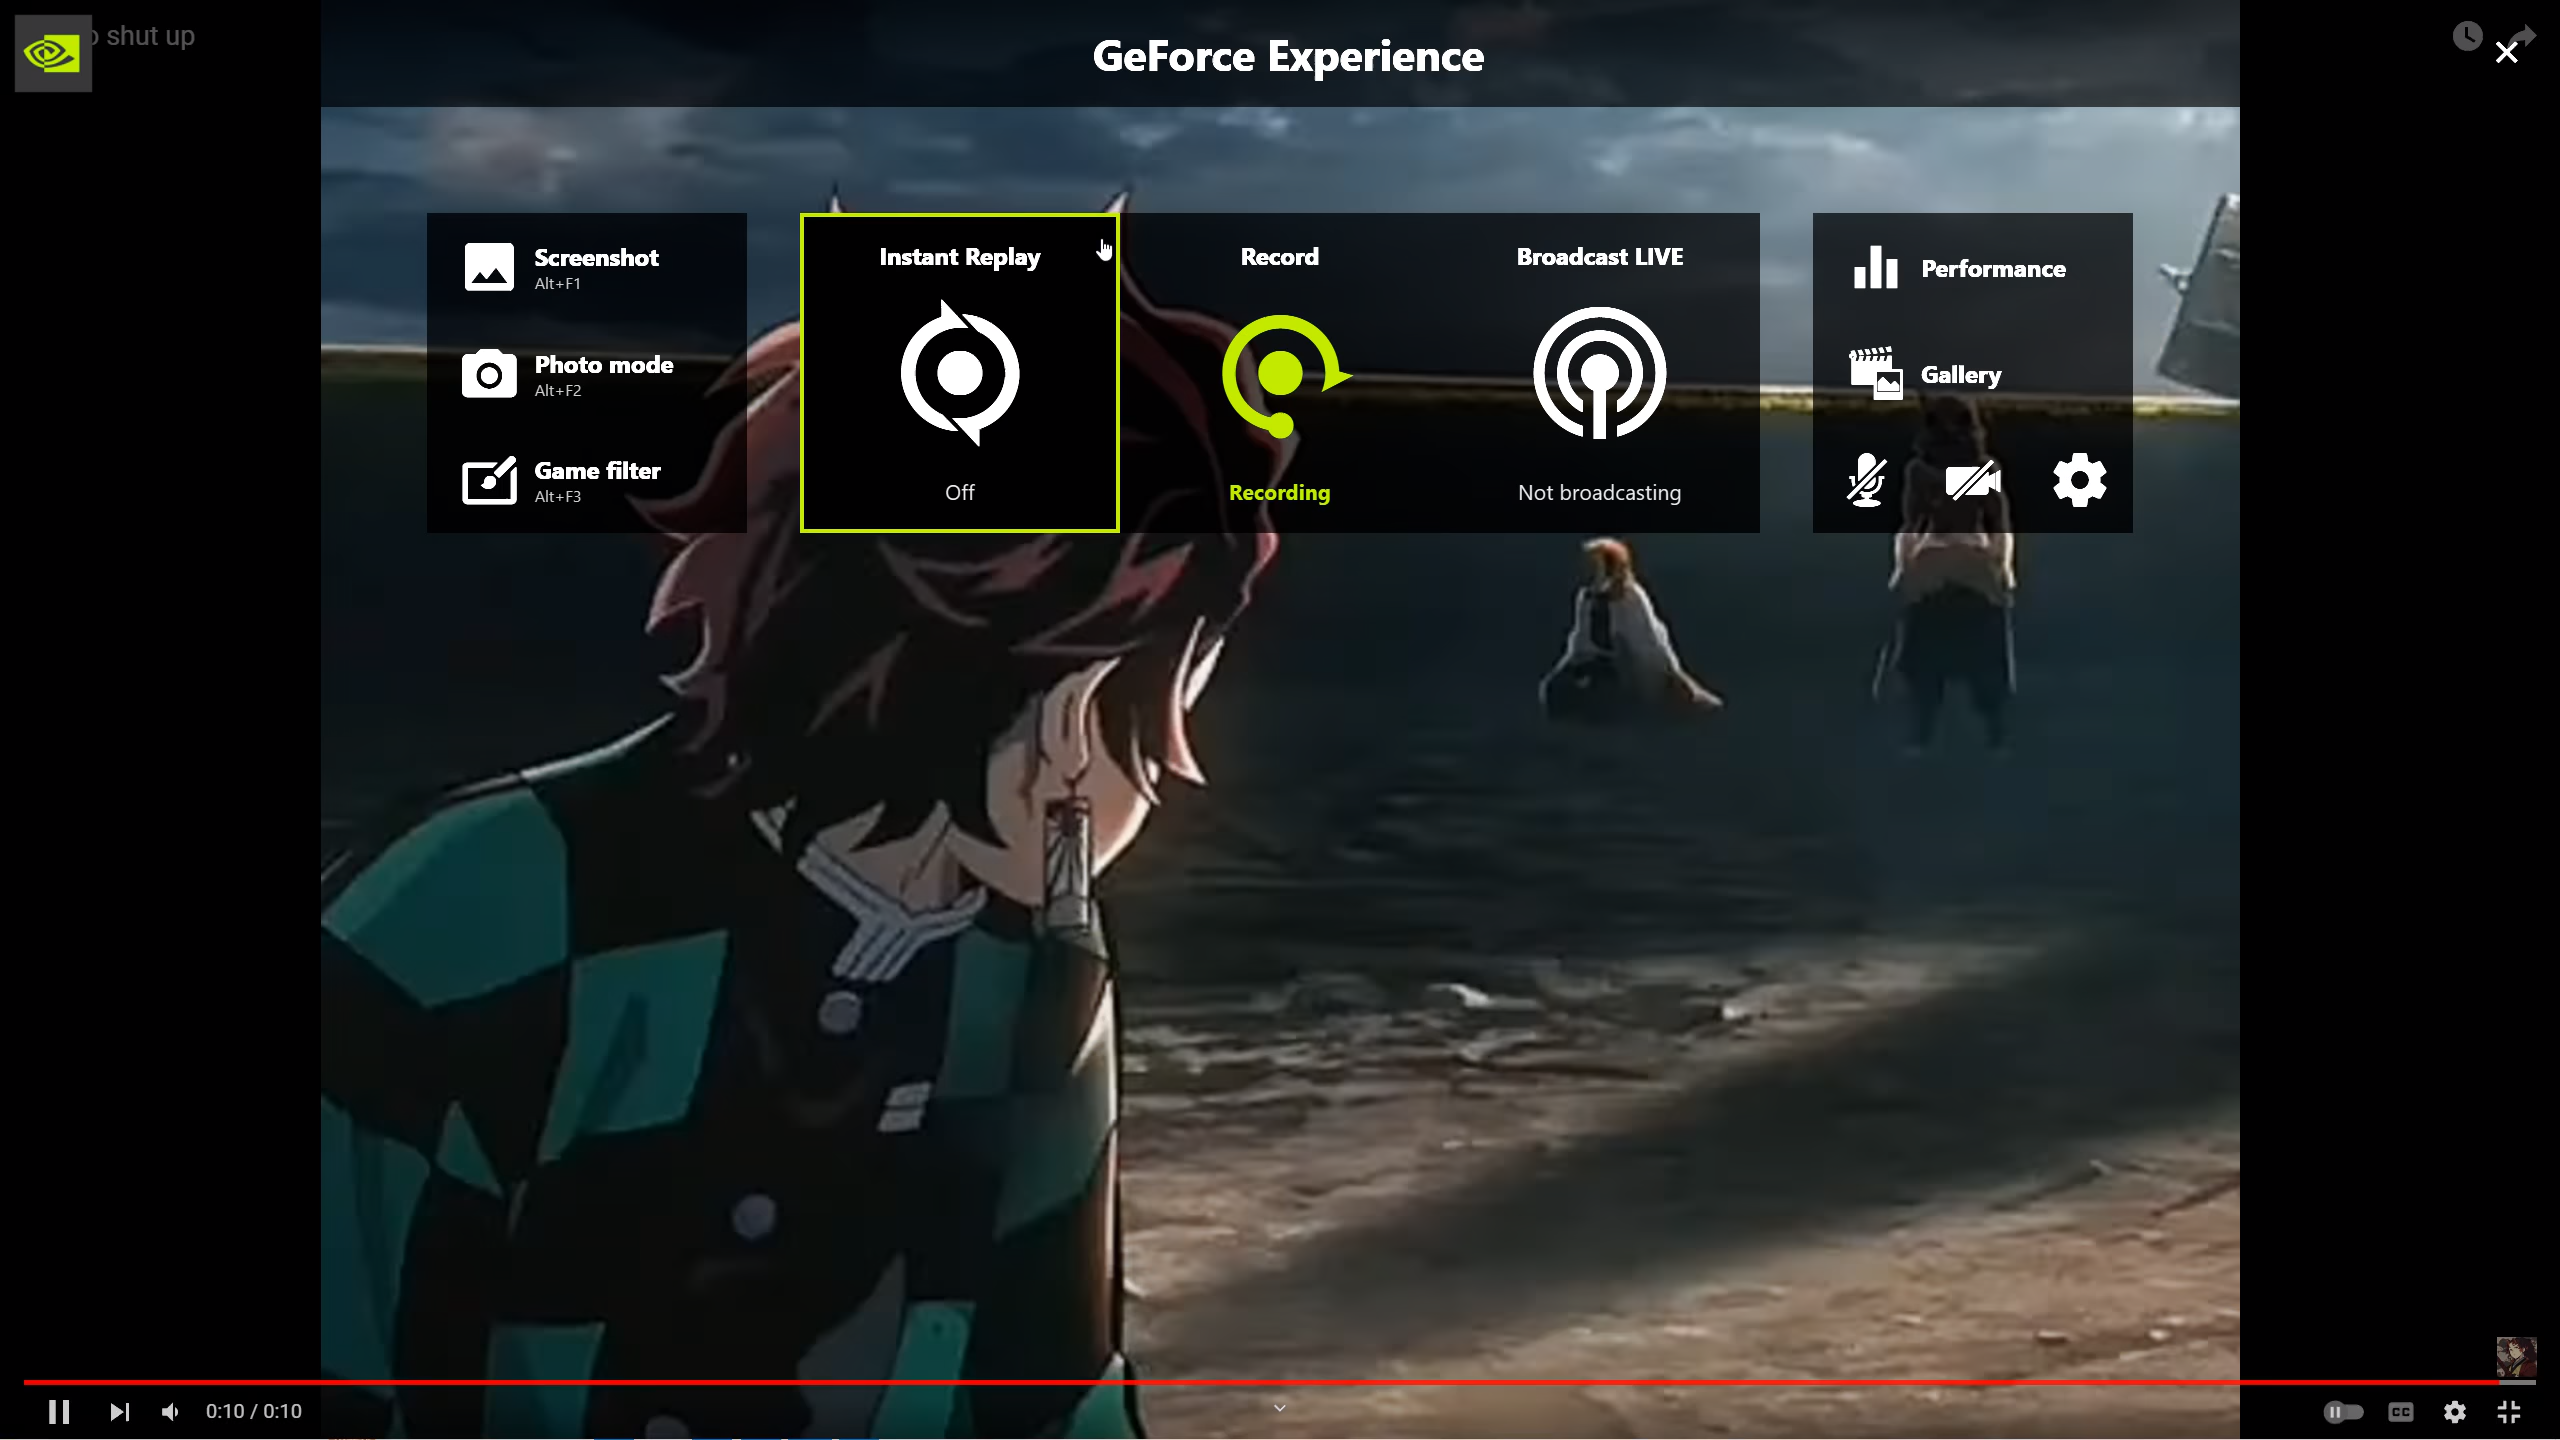 shut up
GeForce Experience
Screenshot
Alt+F1
Photo mode
Alt+F2
Game filter
Alt+F3
Instant Replay
Off
Record
Recording
Broadcast LIVE
Not broadcasting
Performance
Gallery
0:10 / 0:10
CC